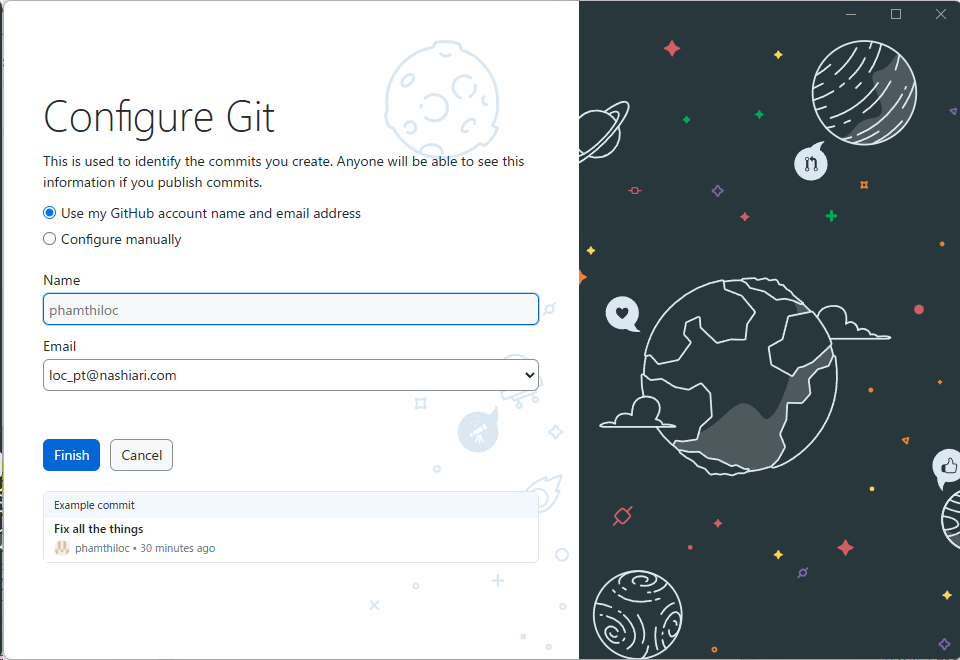 Configure Git
This is used to identify the commits you create. Anyone will be able to see this
information if you publish commits.
Use my GitHub account name and email address
Configure manually
Name
phamthiloc
Email
loc_pt@nashiari.com
Finish
Cancel
Example commit
Fix all the things
phamthiloc • 30 minutes ago